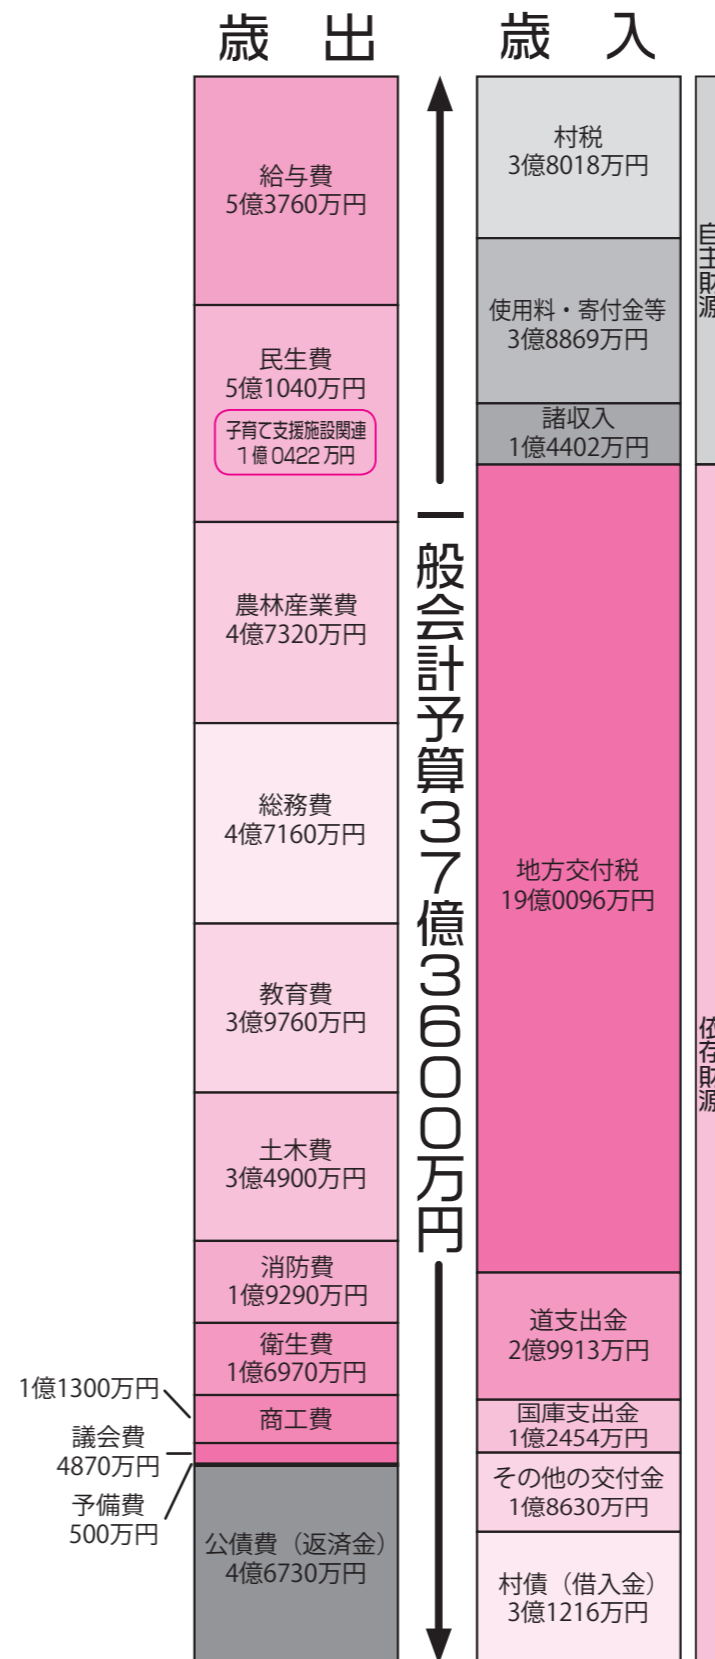 歳出
給与費
5億3760万円
民生費
5億1040万円
子育て支援施設関連
1億0422万円
農林産業費
4億7320万円
総務費
4億7160万円
教育費
3億9760万円
土木費
3億4900万円
消防費
1億9290万円
衛生費
1億6970万円
1億1300万円
商工費
議会費
4870万円
予備費
500万円
公債費（返済金）
4億6730万円
一般会計予算37億3600万円
歳入
村税
3億8018万円
使用料・寄付金等
3億8869万円
諸収入
1億4402万円
地方交付税
19億0096万円
道支出金
2億9913万円
国庫支出金
1億2454万円
その他の交付金
1億8630万円
村債（借入金）
3億1216万円
自主財源
依存財源